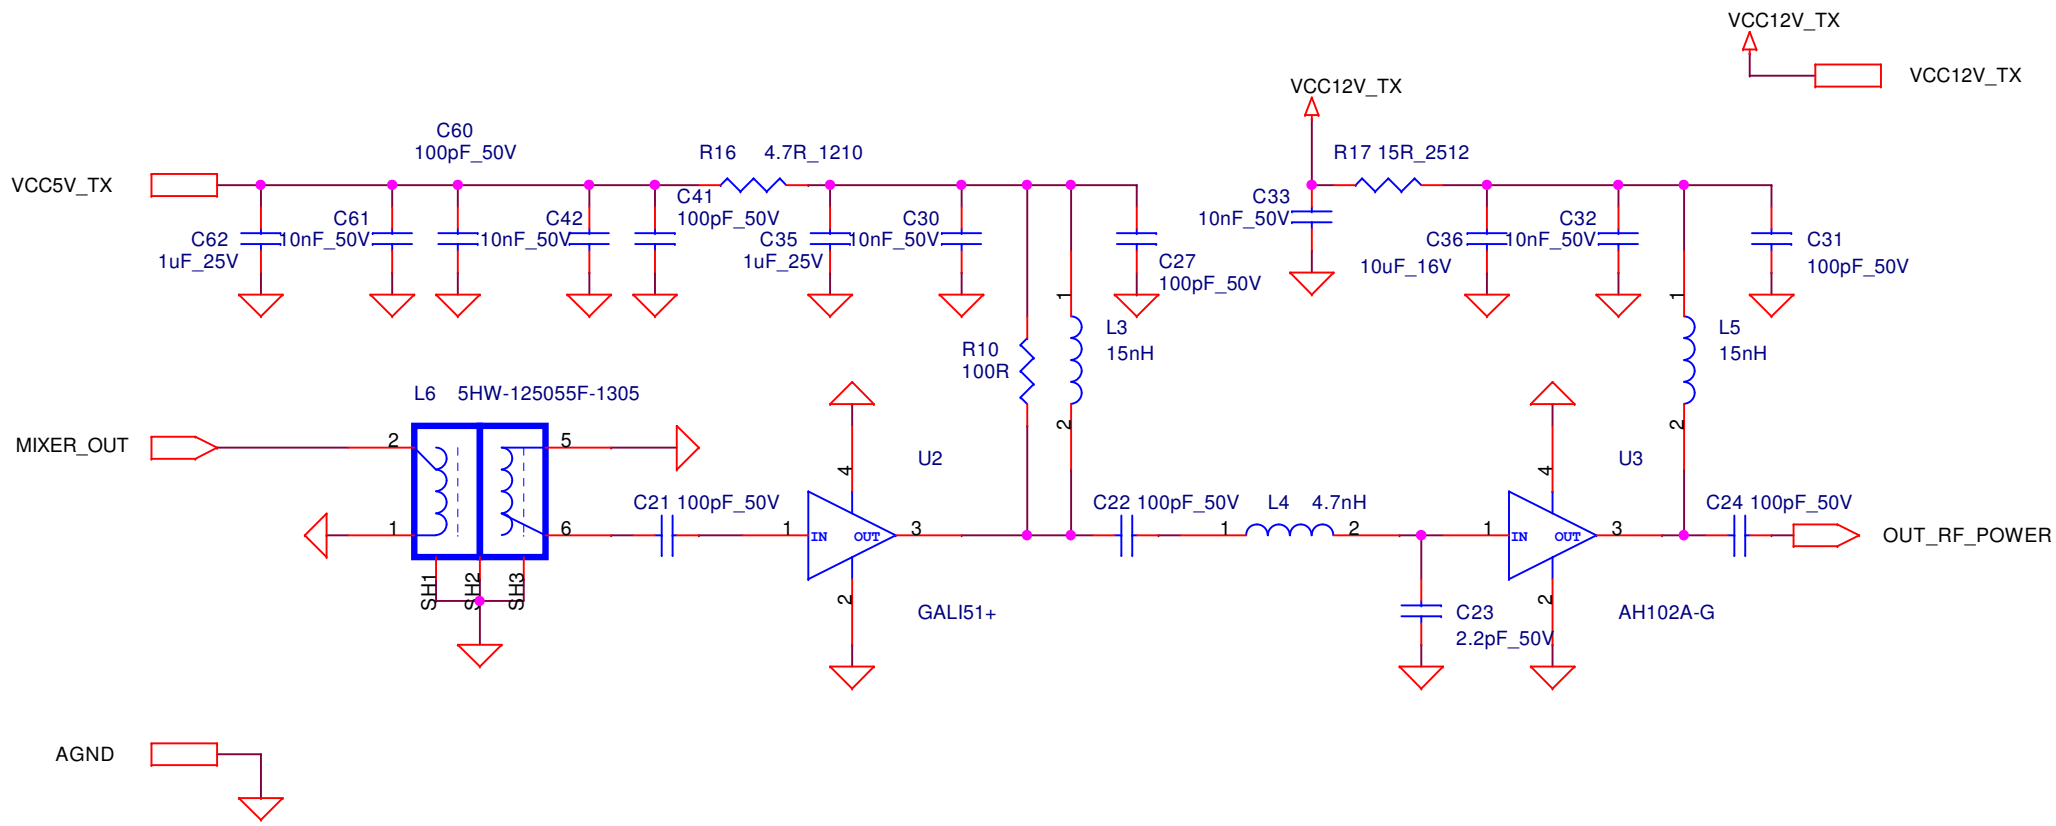 VCC12V_TX
VCC12V_TX
VCC12V_TX
C60
100pF_50V
R16 4.7R_1210
R17 15R_2512
VCC5V_TX
C62
1uF_25V
C61
10nF_50V
C42
10nF_50V
C41
100pF_50V
C35
1uF_25V
C30
10nF_50V
C27
100pF_50V
C33
10nF_50V
C36
10uF_16V
C32
10nF_50V
C31
100pF_50V
R10
100R
1
L3
15nH
2
1
L5
15nH
2
L6 5HW-125055F-1305
MIXER_OUT
2
5
1
6
SH1
SH2
SH3
C21 100pF_50V
U2
4
1
IN OUT
3
2
GALI51+
C22 100pF_50V
L4 4.7nH
1
2
C23
2.2pF_50V
U3
4
1
IN OUT
3
2
AH102A-G
C24 100pF_50V
OUT_RF_POWER
AGND